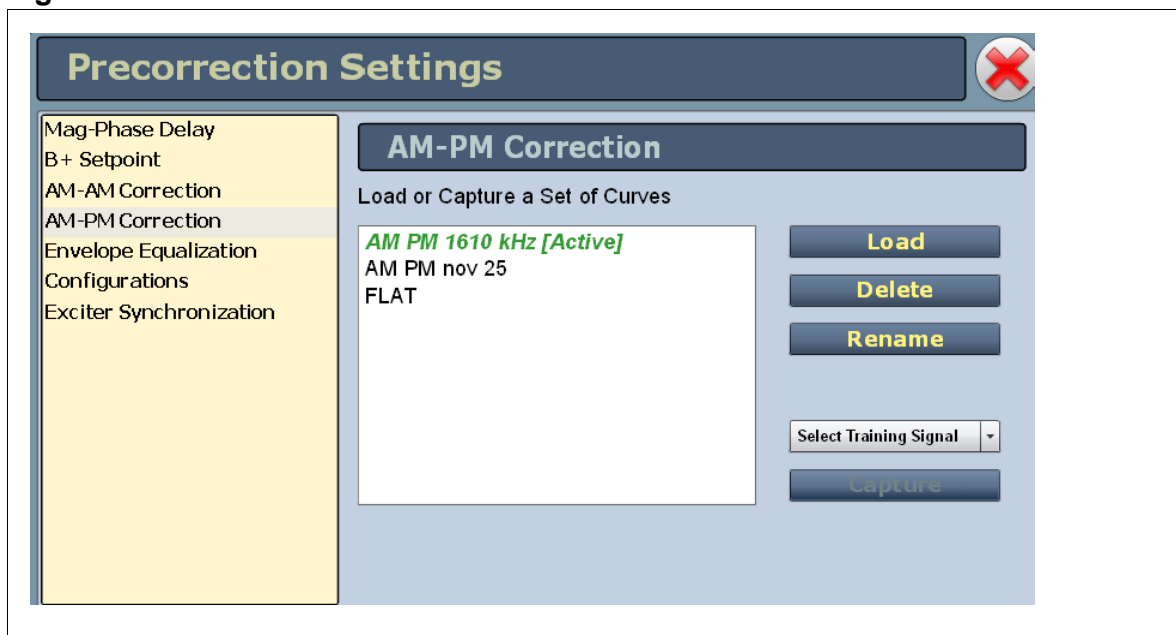 Precorrection Settings
Mag-Phase Delay
B+ Setpoint
AM-AM Correction
AM-PM Correction
Envelope Equalization
Configurations
Exciter Synchronization
AM-PM Correction
Load or Capture a Set of Curves
AM PM 1610 kHz [Active]
AM PM nov 25
FLAT
Load
Delete
Rename
Select Training Signal
Capture